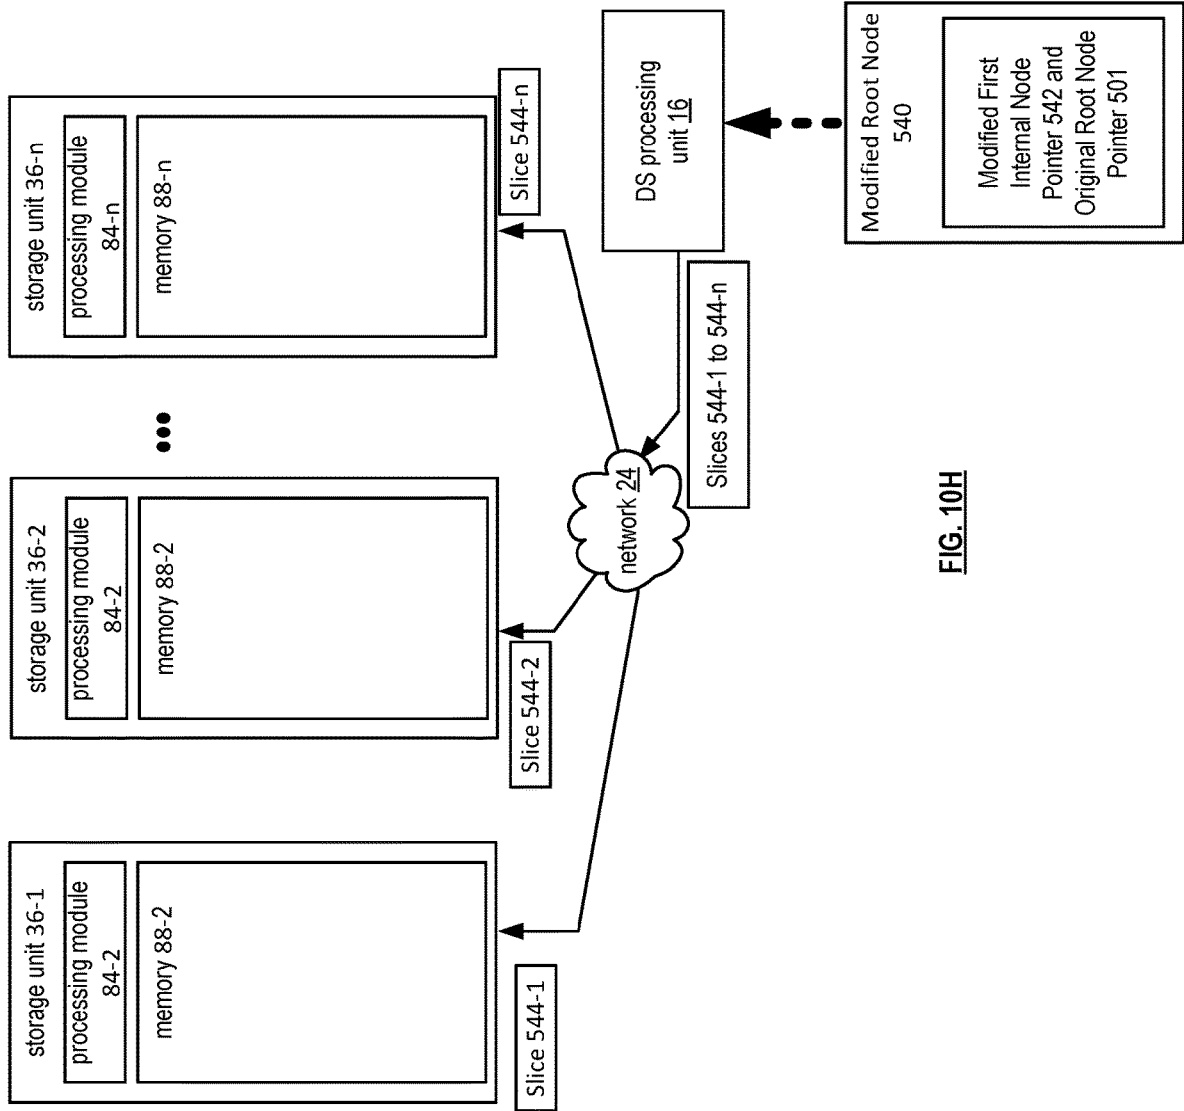 storage unit 36-1
processing module
84-2
memory 88-2
storage unit 36-2
processing module
84-2
memory 88-2
storage unit 36-n
processing module
84-n
memory 88-n
Slice 544-1
Slice 544-2
Slice 544-n
network 24
DS processing
unit 16
Slices 544-1 to 544-n
Modified Root Node
540
Modified First
Internal Node
Pointer 542 and
Original Root Node
Pointer 501
FIG. 10H